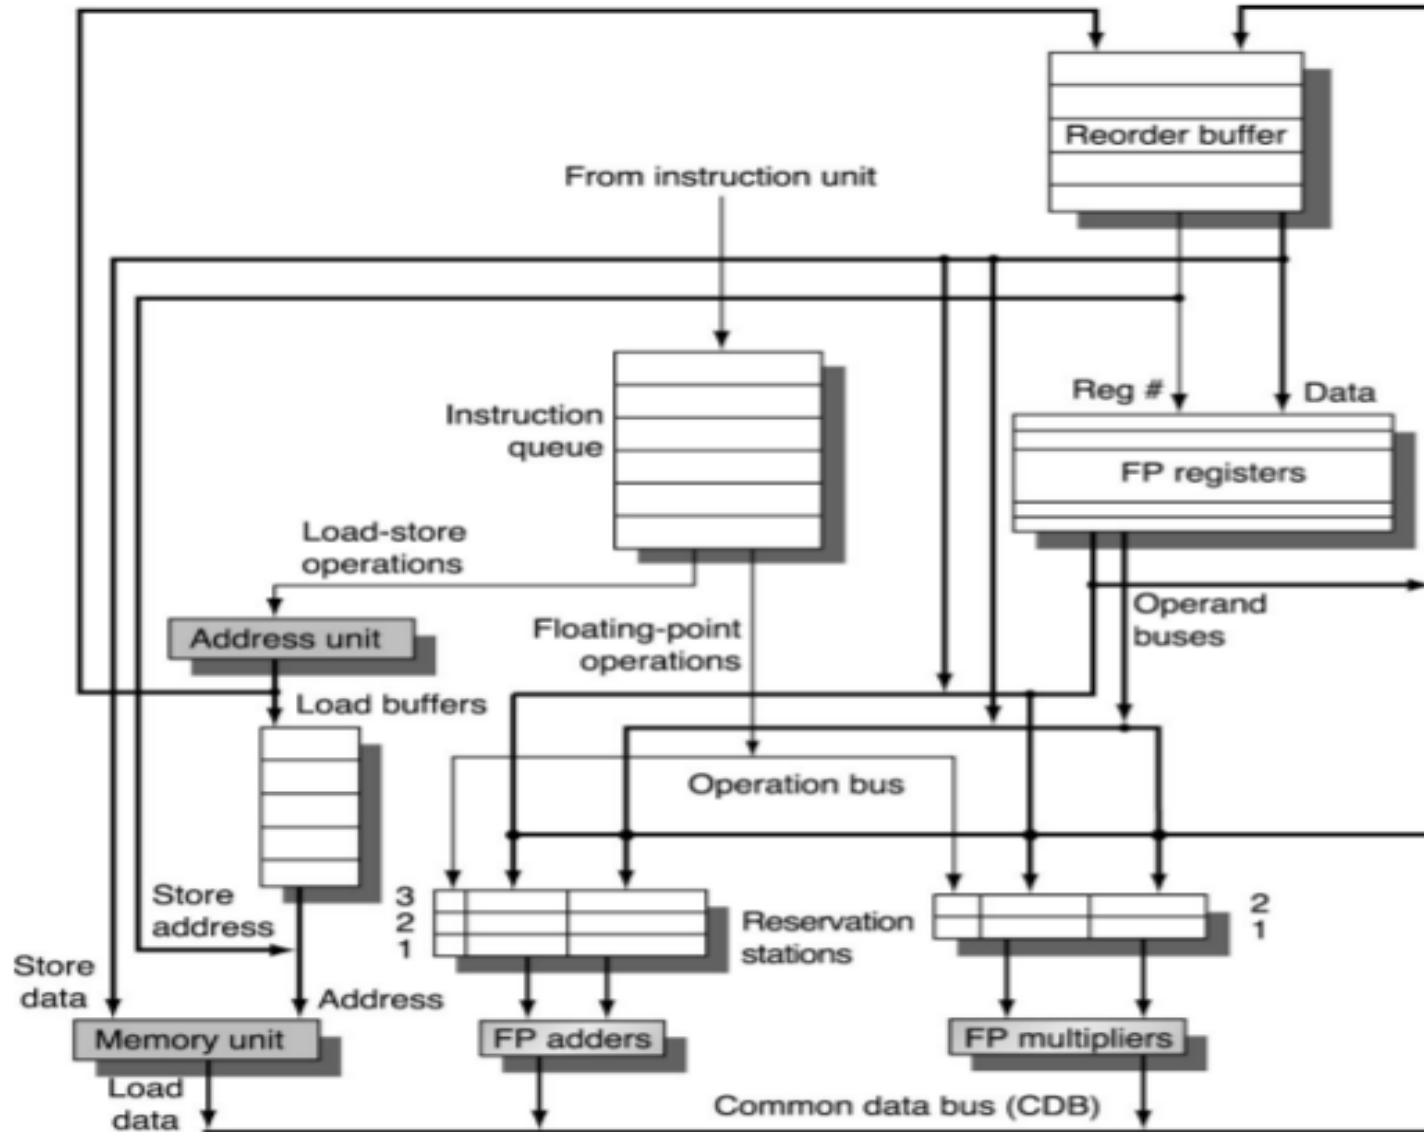 Reorder buffer
From instruction unit
Reg #
Data
Instruction
queue
FP registers
Load-store
operations
Operand
buses
Floating-point
operations
Address unit
Load buffers
Operation bus
Store
address
3
2
1
Reservation
stations
2
1
Store
data
Address
Memory unit
FP adders
FP multipliers
Load
data
Common data bus (CDB)